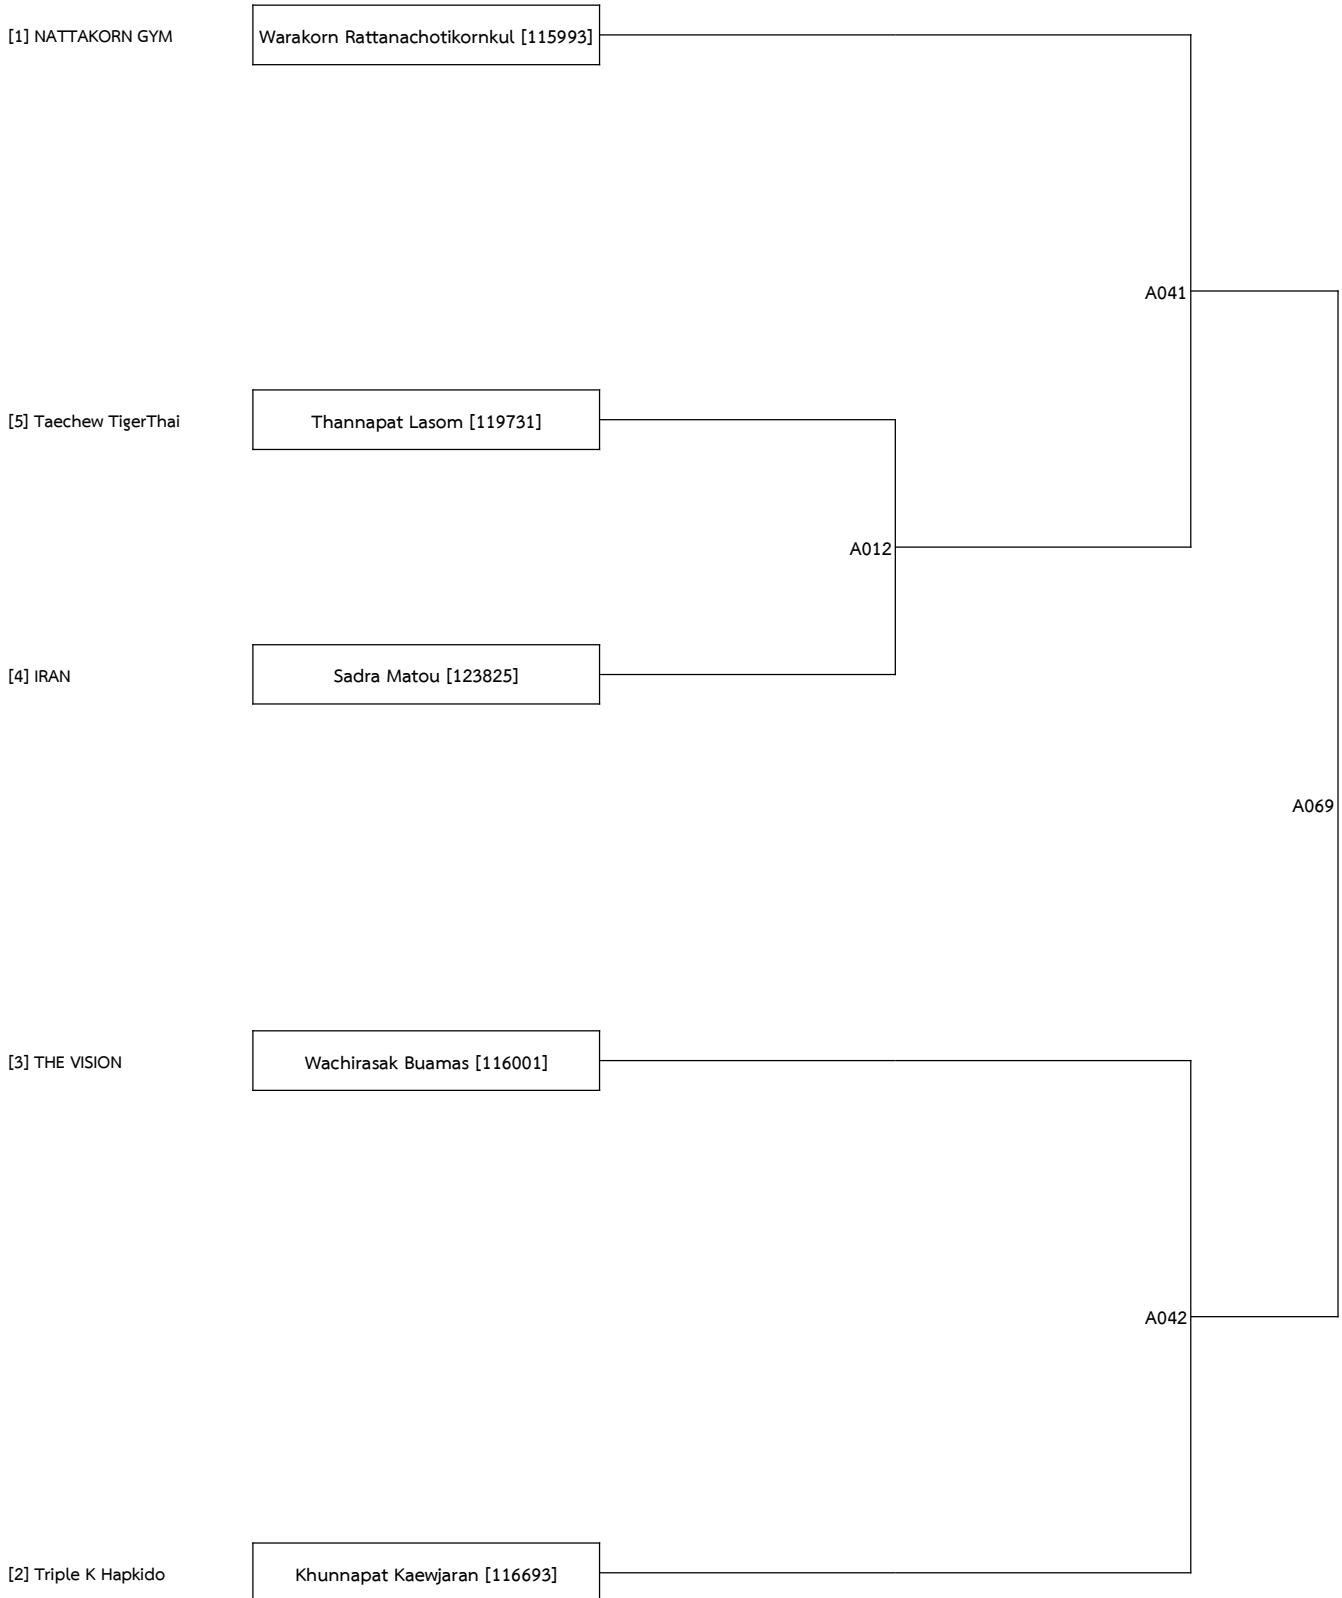 [1] NATTAKORN GYM
Warakorn Rattanachotikornkul [115993]
A041
[5] Taechew TigerThai
Thannapat Lasom [119731]
A012
[4] IRAN
Sadra Matou [123825]
A069
[3] THE VISION
Wachirasak Buamas [116001]
A042
[2] Triple K Hapkido
Khunnapat Kaewjaran [116693]